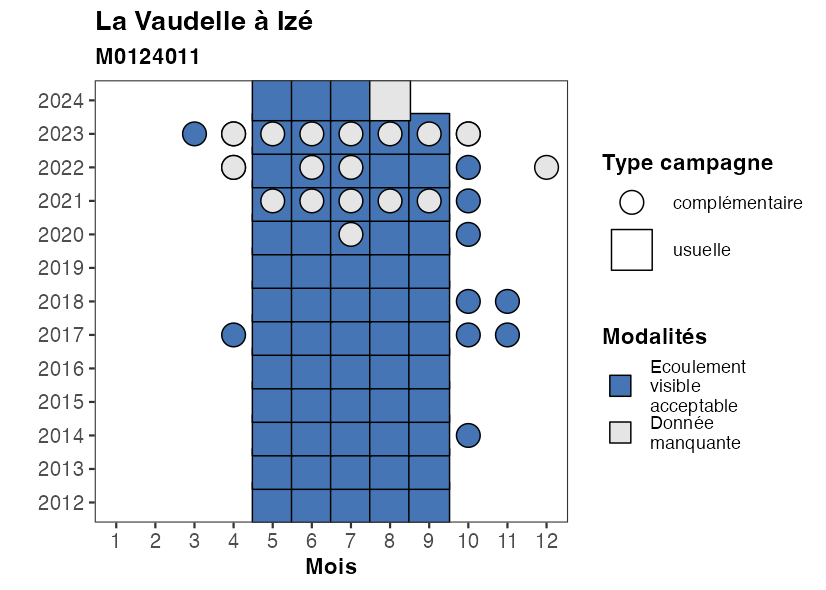 La Vaudelle à Izé
M0124011
2024
2023
2022
2021
2020
2019
2018
2017
2016
2015
2014
2013
2012
1 2 3 4 5 6 7 8 9 10 11 12
Mois
Type campagne
complémentaire
usuelle
Modalités
Ecoulement
visible
acceptable
Donnée
manquante